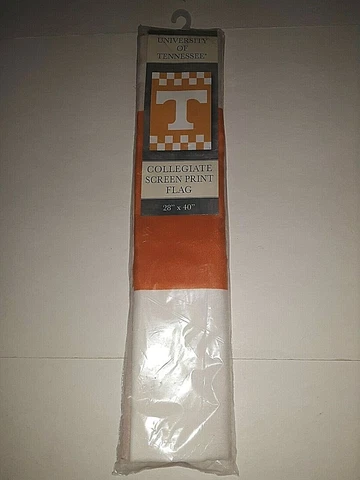 UNIVERSITY
OF
TENNESSEE
T
COLLEGIATE
SCREEN PRINT
FLAG
28" x 40"